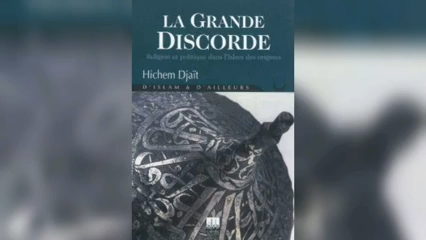 LA GRANDE
DISCORDE
Religion et politique dans l'Islam des origines
Hichem Djaït
D'ISLAM & D'AILLEURS